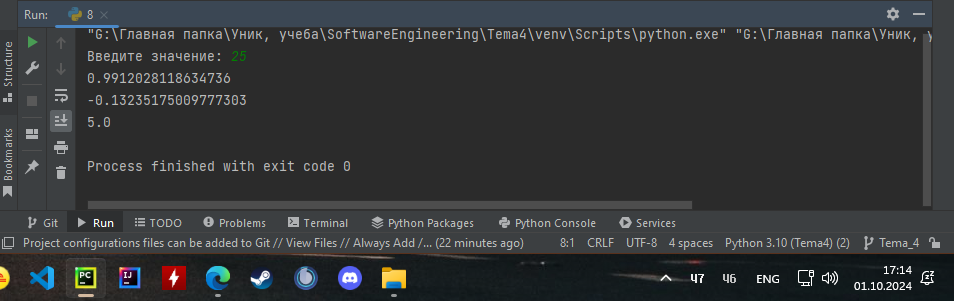 Run: 8 ×
"G:\Главная папка\Уник, учеба\SoftwareEngineering\Tema4\venv\Scripts\python.exe" "G:\Главная папка\Уник, у
Введите значение: 25
0.9912028118634736
-0.13235175009777303
5.0
Process finished with exit code 0
Structure
Bookmarks
Git Run TODO Problems Terminal Python Packages Python Console Services
Project configurations files can be added to Git // View Files // Always Add /... (22 minutes ago) 8:1 CRLF UTF-8 4 spaces Python 3.10 (Tema4) (2) Tema_4
PC IJ ENG 17:14
01.10.2024